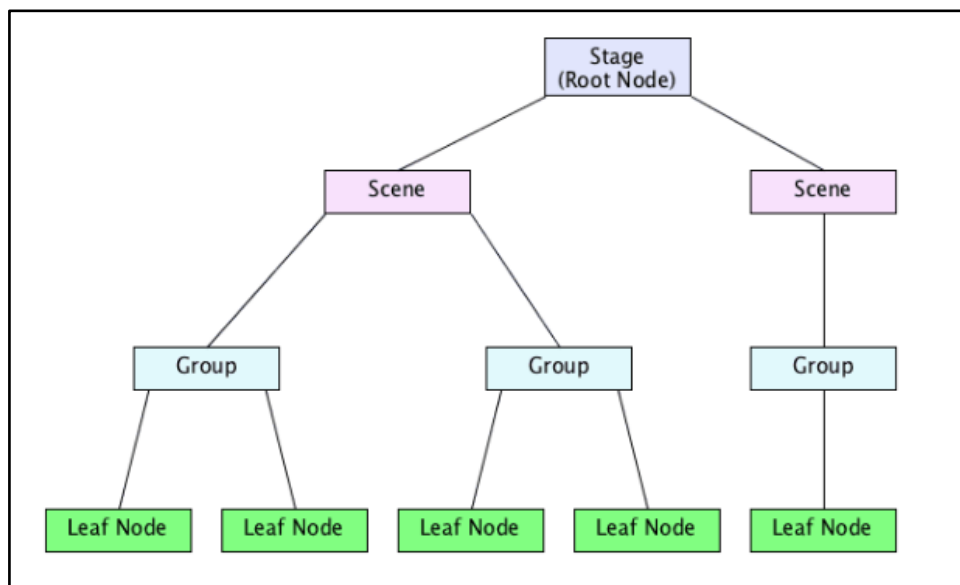 Stage
(Root Node)
Scene
Scene
Group
Group
Group
Leaf Node
Leaf Node
Leaf Node
Leaf Node
Leaf Node